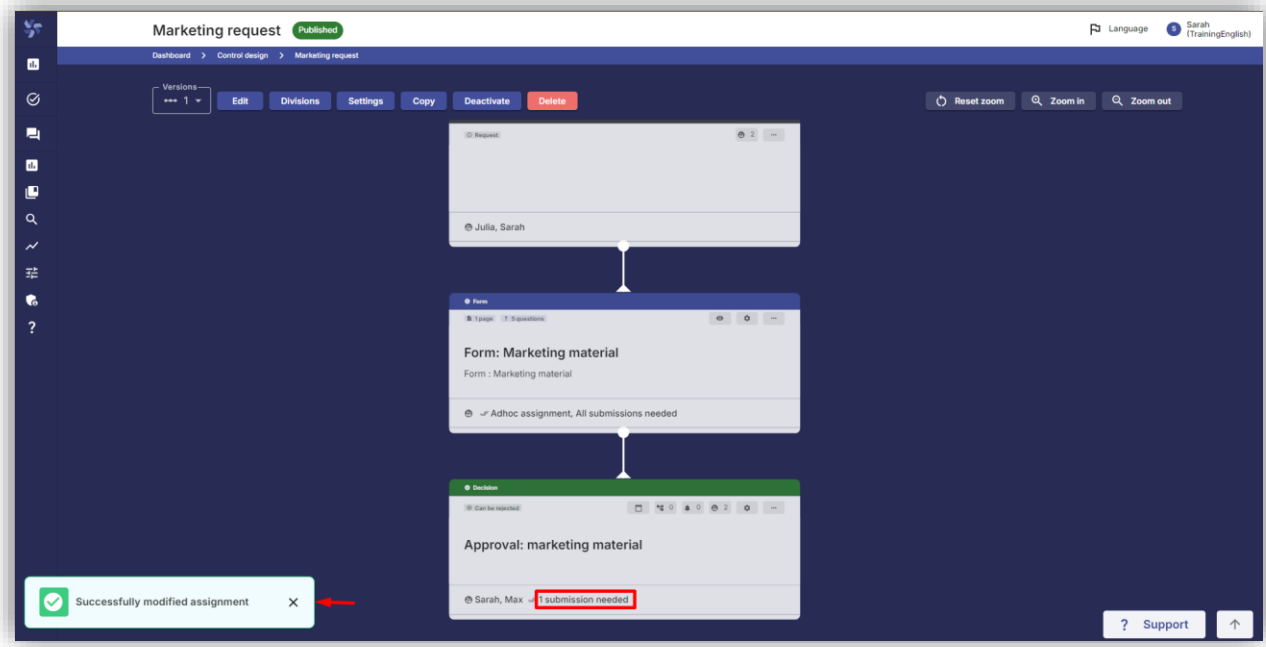 Marketing request Published
Language
S
Sarah
(TrainingEnglish)
Dashboard > Control design > Marketing request
Versions
1
Edit
Divisions
Settings
Copy
Deactivate
Delete
Reset zoom
Zoom in
Zoom out
Request
2
Julia, Sarah
Form
1 page ? 5 questions
Form: Marketing material
Form : Marketing material
Adhoc assignment, All submissions needed
Decision
Can be rejected
0
0
2
Approval: marketing material
Sarah, Max 1 submission needed
Successfully modified assignment
? Support
?